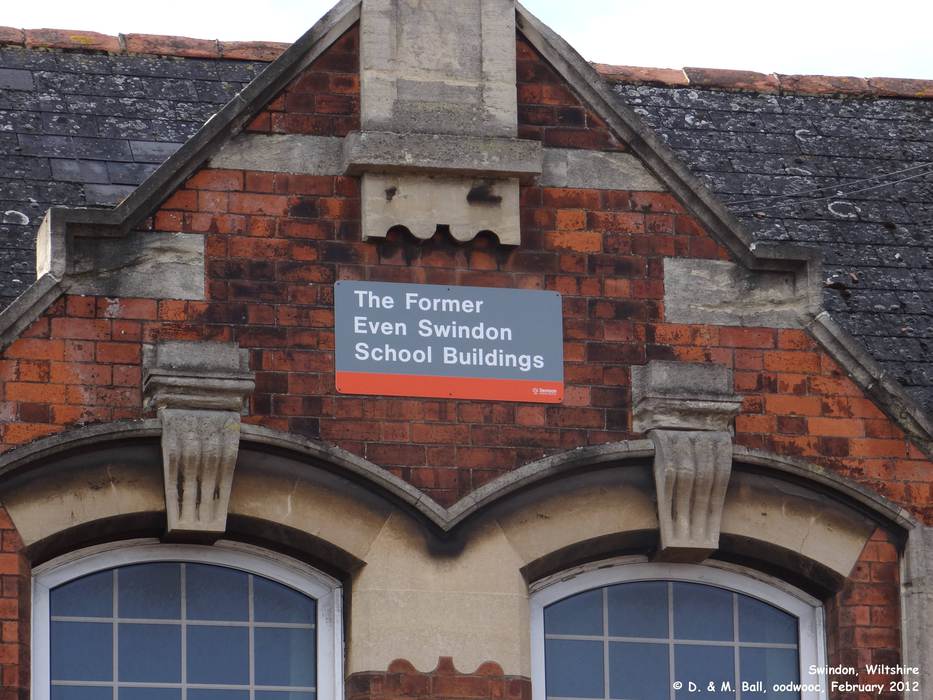 The Former
Even Swindon
School Buildings
Swindon, Wiltshire
© D. & M. Ball, oodwooc, February 2012